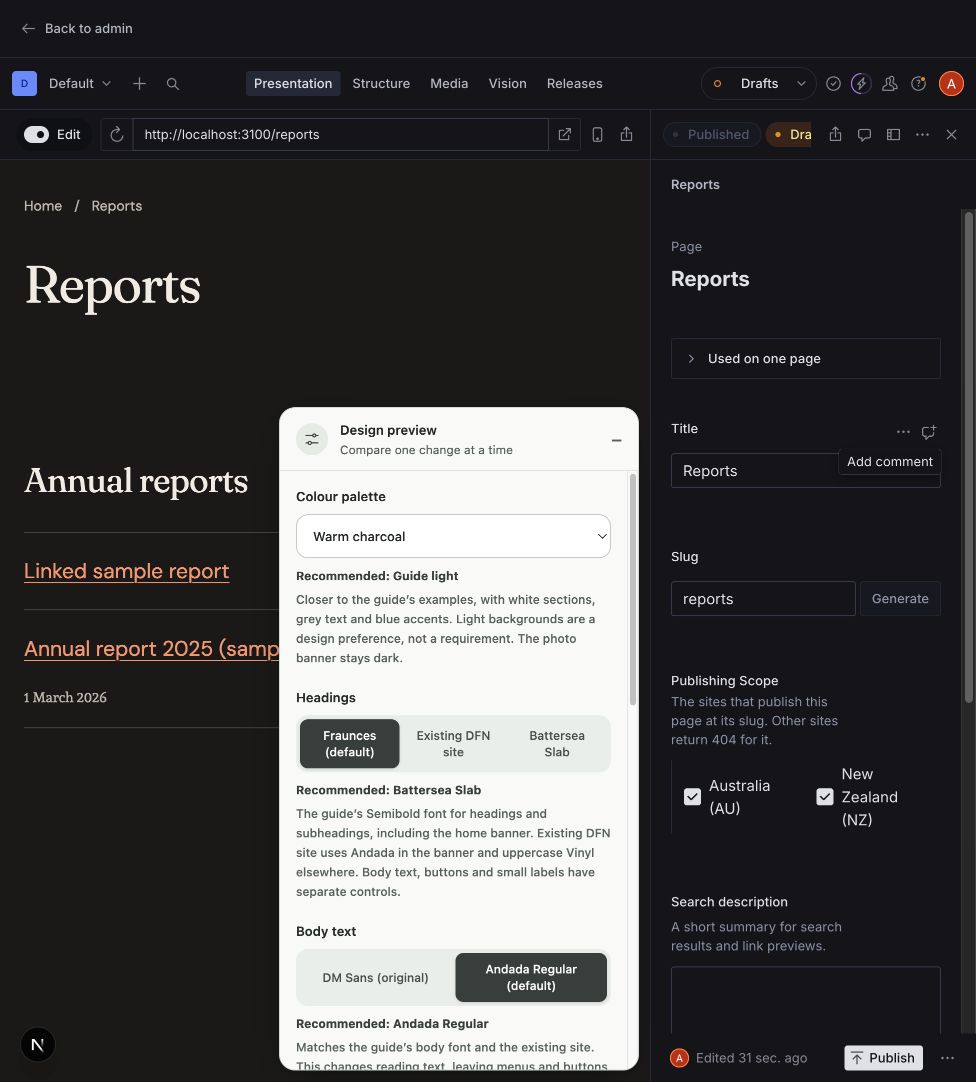 Back to admin
D Default
Presentation Structure Media Vision Releases
Drafts
A
Edit
http://localhost:3100/reports
Published
Dra
Home / Reports
Reports
Annual reports
Linked sample report
Annual report 2025 (samp
1 March 2026
N
Design preview
Compare one change at a time
Colour palette
Warm charcoal
Recommended: Guide light
Closer to the guide's examples, with white sections,
grey text and blue accents. Light backgrounds are a
design preference, not a requirement. The photo
banner stays dark.
Headings
Fraunces
(default)
Existing DFN
site
Battersea
Slab
Recommended: Battersea Slab
The guide's Semibold font for headings and
subheadings, including the home banner. Existing DFN
site uses Andada in the banner and uppercase Vinyl
elsewhere. Body text, buttons and small labels have
separate controls.
Body text
DM Sans (original)
Andada Regular
(default)
Recommended: Andada Regular
Matches the guide's body font and the existing site.
This changes reading text, leaving menus and buttons
Reports
Page
Reports
Used on one page
Title
Add comment
Reports
Slug
reports
Generate
Publishing Scope
The sites that publish this
page at its slug. Other sites
return 404 for it.
Australia
(AU)
New
Zealand
(NZ)
Search description
A short summary for search
results and link previews.
A Edited 31 sec. ago
Publish